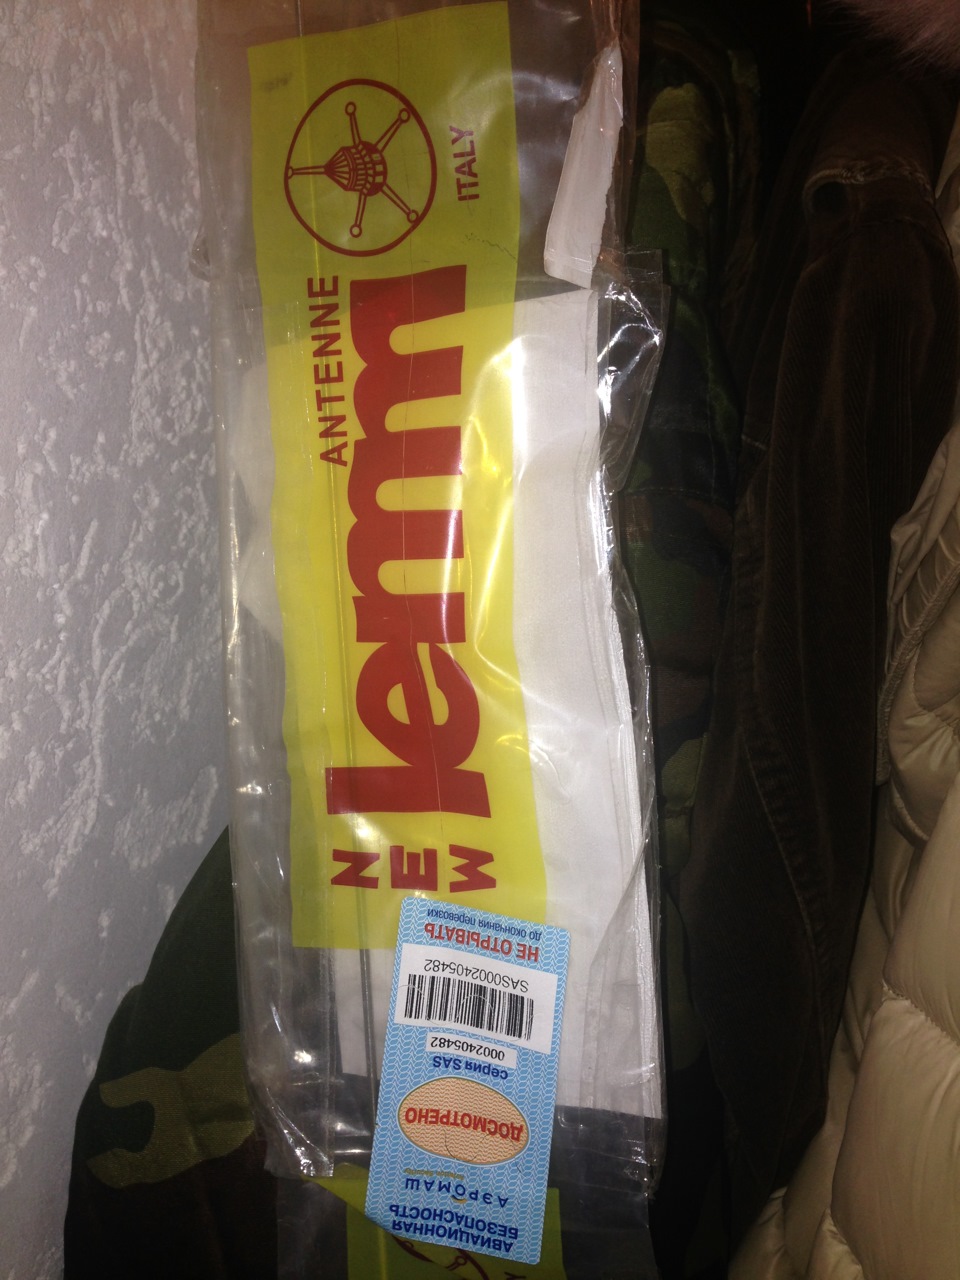 NEW
lemm
ANTENNE
ITALY
АВИАЦИОННАЯ
БЕЗОПАСНОСТЬ
АЭРОМАШ
ДОСМОТРЕНО
серия SAS
0002405482
SAS0002405482
НЕ ОТРЫВАТЬ
до окончания перевозки